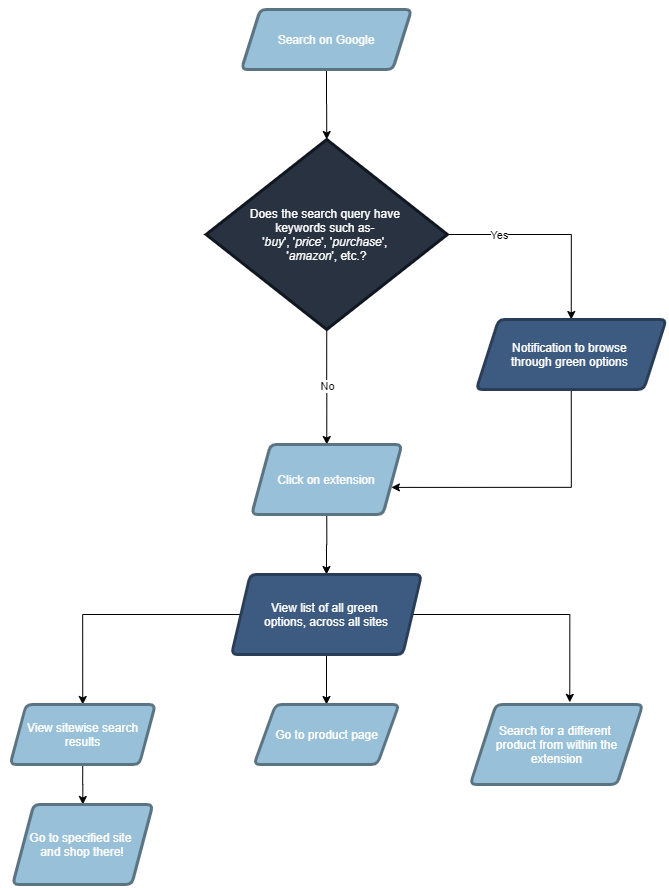 Search on Google
Does the search query have
keywords such as-
'buy', 'price', 'purchase',
'amazon', etc.?
Yes
Notification to browse
through green options
No
Click on extension
View list of all green
options, across all sites
View sitewise search
results
Go to product page
Search for a different
product from within the
extension
Go to specified site
and shop there!